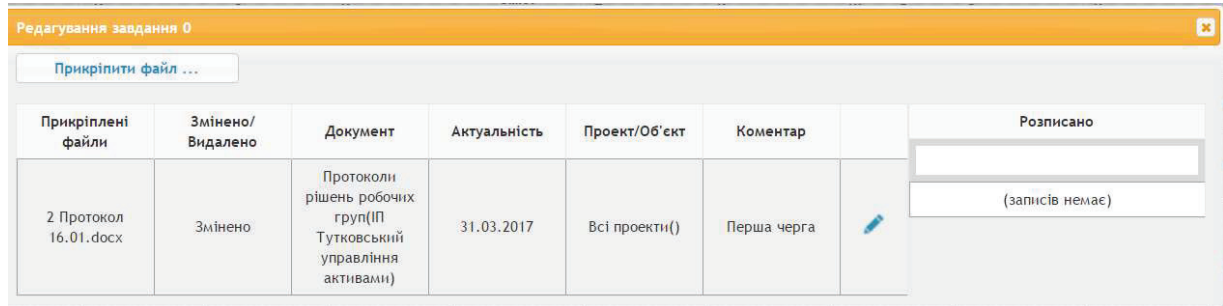 Редагування завдання 0
Прикріпити файл ...
Прикріплені
файли
Змінено/
Видалено
Документ
Актуальність
Проект/Об'єкт
Коментар
Розписано
2 Протокол
16.01.docx
Змінено
Протоколи
рішень робочих
груп(ІП
Тутковський
управління
активами)
31.03.2017
Всі проекти()
Перша черга
(записів немає)